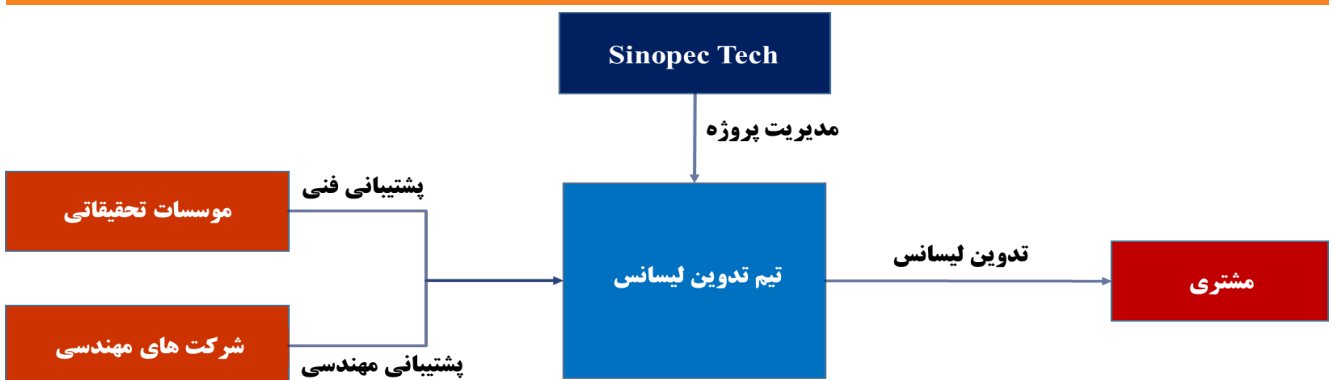 Sinopec Tech
مدیریت پروژه
موسسات تحقیقاتی
پشتیبانی فنی
تیم تدوین لیسانس
تدوین لیسانس
مشتری
شرکت های مهندسی
پشتیبانی مهندسی